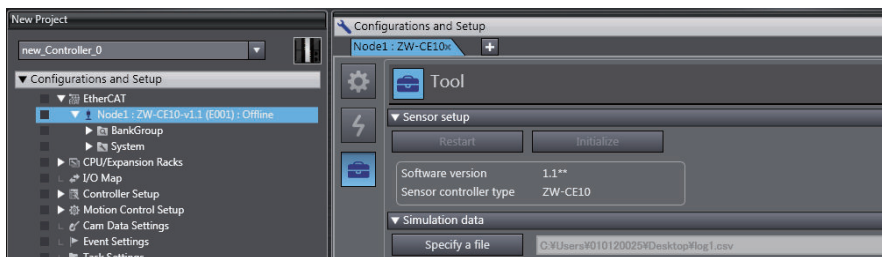 New Project
new_Controller_0
Configurations and Setup
EtherCAT
Node1 : ZW-CE10-v1.1 (E001) : Offline
BankGroup
System
CPU/Expansion Racks
I/O Map
Controller Setup
Motion Control Setup
Cam Data Settings
Event Settings
Task Settings
Configurations and Setup
Node1 : ZW-CE10×
Tool
Sensor setup
Restart Initialize
Software version 1.1**
Sensor controller type ZW-CE10
Simulation data
Specify a file C:¥Users¥010120025¥Desktop¥log1.csv